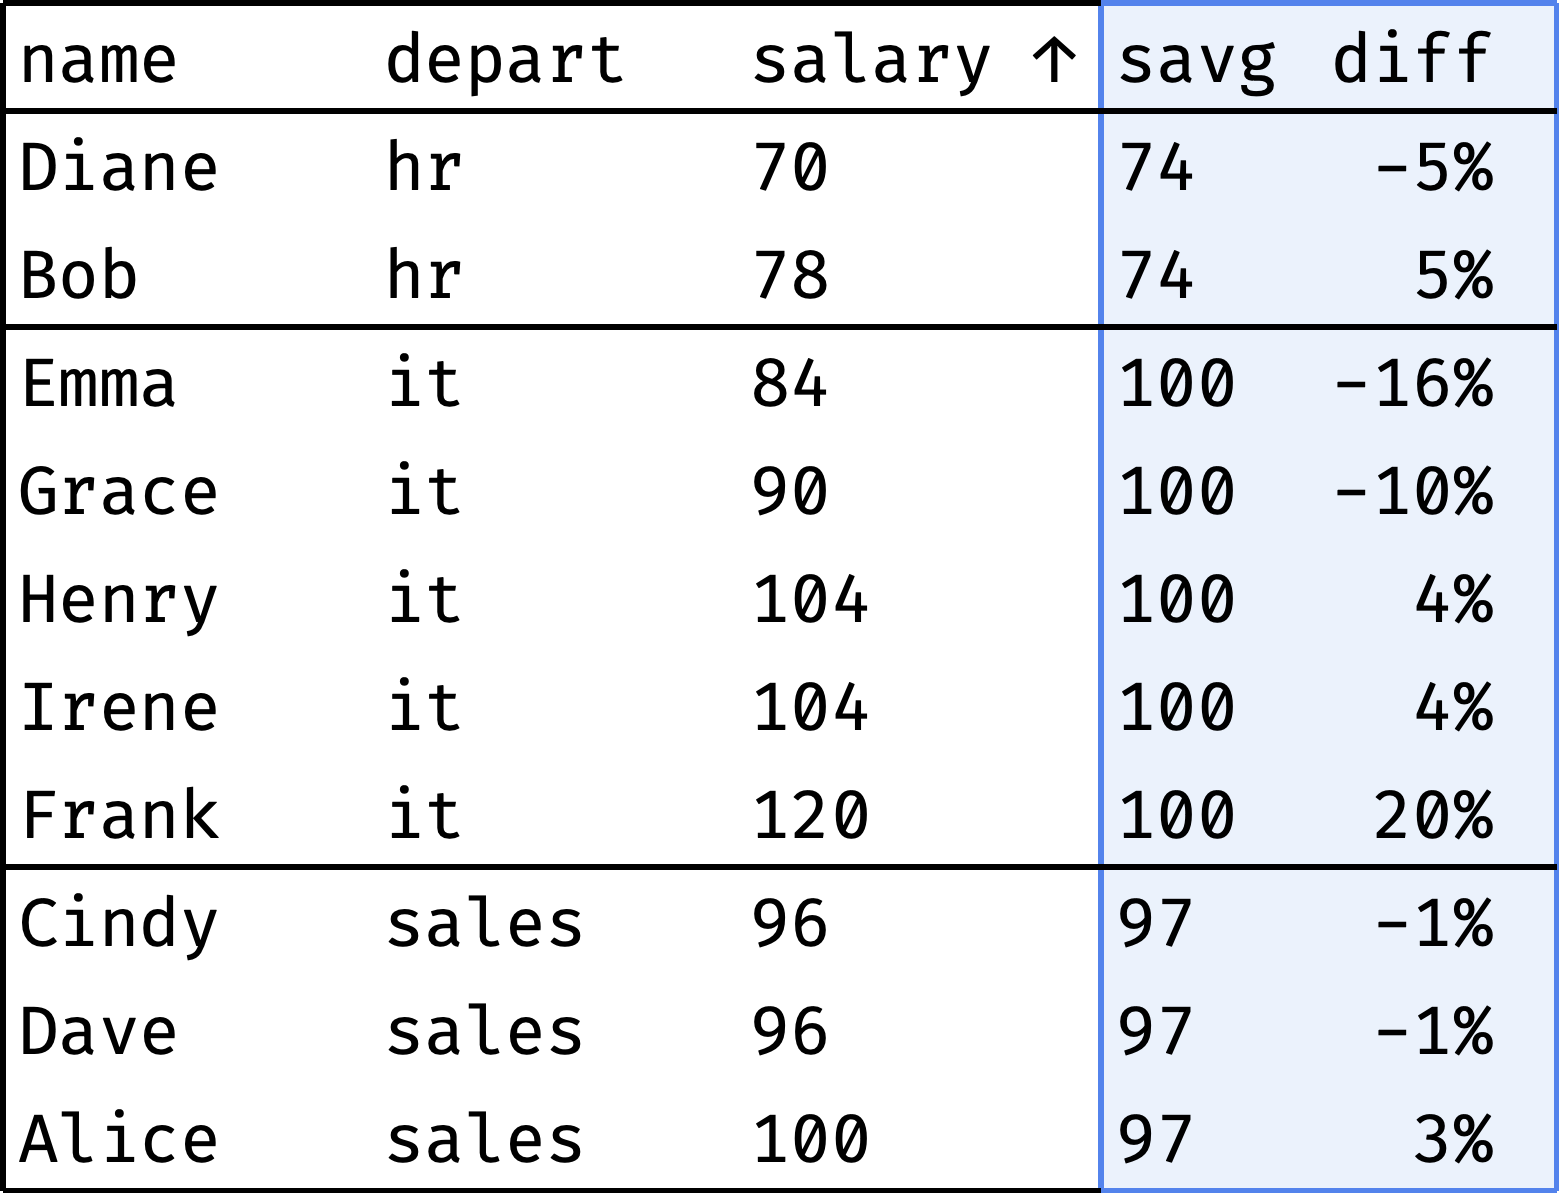 name depart salary ↑ savg diff
Diane hr 70 74 -5%
Bob hr 78 74 5%
Emma it 84 100 -16%
Grace it 90 100 -10%
Henry it 104 100 4%
Irene it 104 100 4%
Frank it 120 100 20%
Cindy sales 96 97 -1%
Dave sales 96 97 -1%
Alice sales 100 97 3%